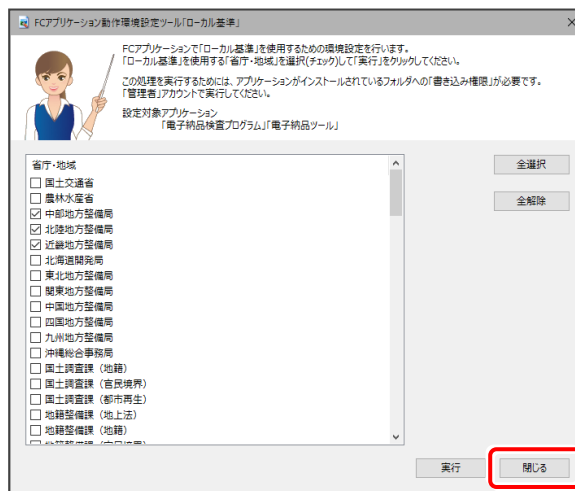 FCアプリケーション動作環境設定ツール「ローカル基準」
FCアプリケーションで「ローカル基準」を使用するための環境設定を行います。
「ローカル基準」を使用する「省庁・地域」を選択(チェック)して「実行」をクリックしてください。
この処理を実行するためには、アプリケーションがインストールされているフォルダへの「書き込み権限」が必要です。
「管理者」アカウントで実行してください。
設定対象アプリケーション
「電子納品検査プログラム」「電子納品ツール」
省庁・地域
国土交通省
農林水産省
中部地方整備局
北陸地方整備局
近畿地方整備局
北海道開発局
東北地方整備局
関東地方整備局
中国地方整備局
四国地方整備局
九州地方整備局
沖縄総合事務局
国土調査課（地籍）
国土調査課（官民境界）
国土調査課（都市再生）
地籍整備課（地上法）
地籍整備課（地籍）
全選択
全解除
実行
閉じる